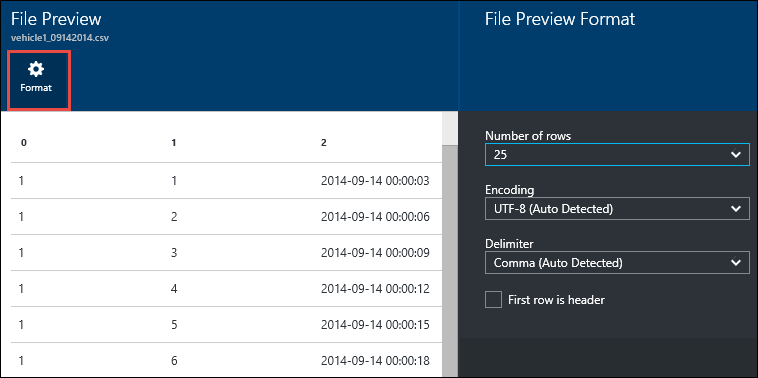 File Preview
vehicle1_09142014.csv
Format
0 1 2
1 1 2014-09-14 00:00:03
1 2 2014-09-14 00:00:06
1 3 2014-09-14 00:00:09
1 4 2014-09-14 00:00:12
1 5 2014-09-14 00:00:15
1 6 2014-09-14 00:00:18
File Preview Format
Number of rows
25
Encoding
UTF-8 (Auto Detected)
Delimiter
Comma (Auto Detected)
First row is header